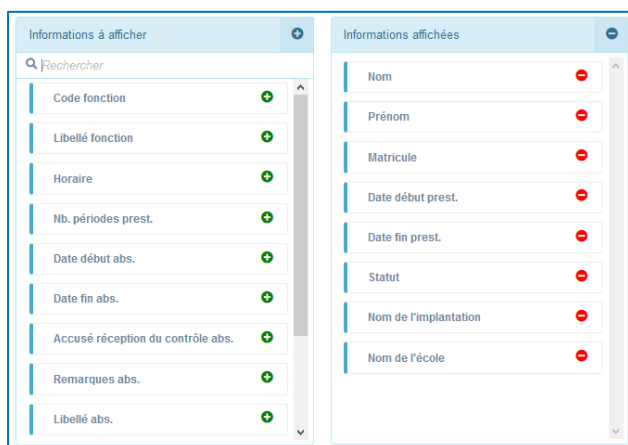 Informations à afficher
Rechercher
Code fonction
Libellé fonction
Horaire
Nb. périodes prest.
Date début abs.
Date fin abs.
Accusé réception du contrôle abs.
Remarques abs.
Libellé abs.
Informations affichées
Nom
Prénom
Matricule
Date début prest.
Date fin prest.
Statut
Nom de l'implantation
Nom de l'école